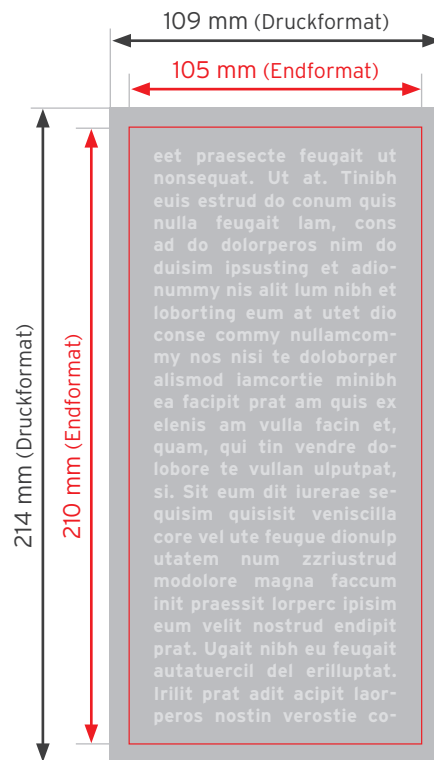 109 mm (Druckformat)
105 mm (Endformat)
214 mm (Druckformat)
210 mm (Endformat)
eet praesecte feugait ut
nonsequat. Ut at. Tinibh
euis estrud do conum quis
nulla feugait lam, cons
ad do dolorperos nim do
duisim ipsusting et adio-
nummy nis alit lum nibh et
loborting eum at utet dio
conse commy nullamcom-
my nos nisi te doloborper
alismod iamcortie minibh
ea facipit prat am quis ex
elenis am vulla facin et,
quam, qui tin vendre do-
lobore te vullan ulputpat,
si. Sit eum dit iurerae se-
quisim quisisit veniscilla
core vel ute feugue dionulp
utatem num zzriustrud
modolore magna faccum
init praessit lorperc ipisim
eum velit nostrud endipit
prat. Ugait nibh eu feugait
autatuercil del erilluptat.
Irilit prat adit acipit laor-
peros nostin verostie co-